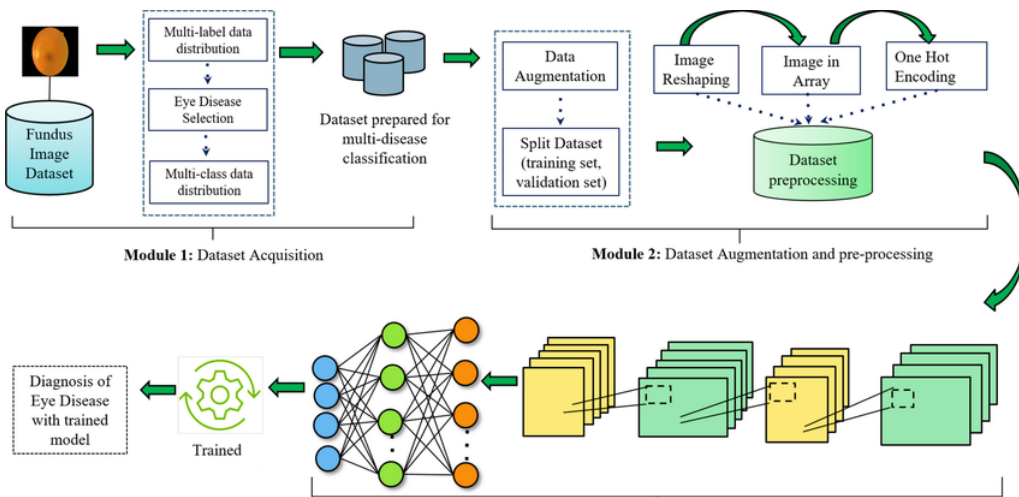 Fundus
Image
Dataset
Multi-label data
distribution
Eye Disease
Selection
Multi-class data
distribution
Dataset prepared for
multi-disease
classification
Data
Augmentation
Split Dataset
(training set,
validation set)
Image
Reshaping
Image in
Array
One Hot
Encoding
Dataset
preprocessing
Module 1: Dataset Acquisition
Module 2: Dataset Augmentation and pre-processing
Diagnosis of
Eye Disease
with trained
model
Trained